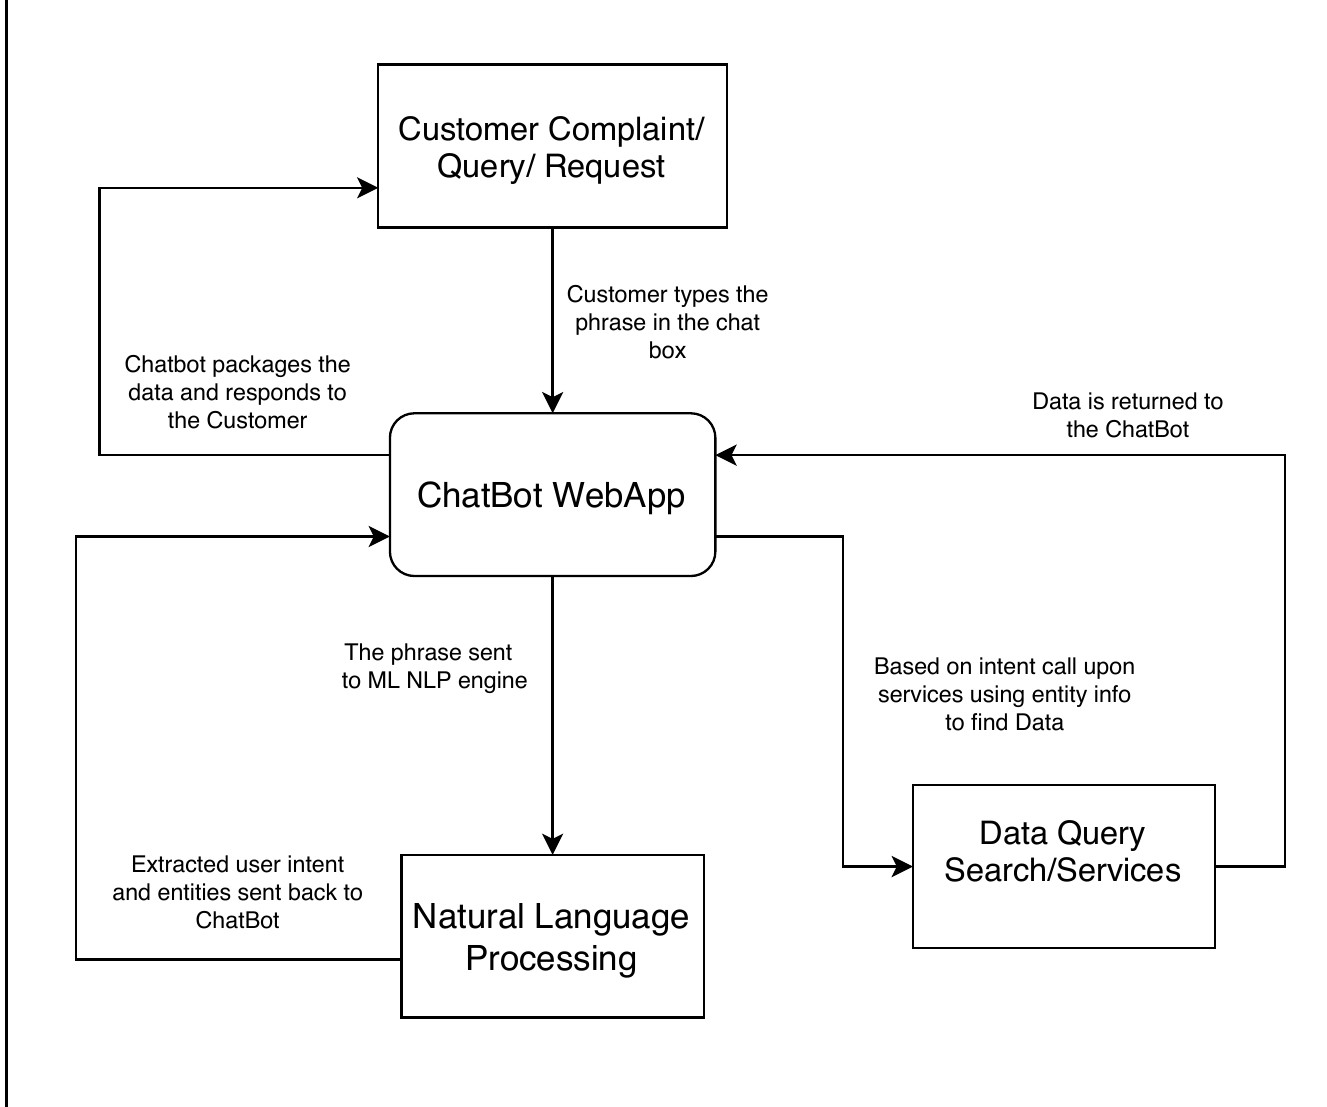 Customer Complaint/
Query/ Request
Customer types the
phrase in the chat
box
Chatbot packages the
data and responds to
the Customer
Data is returned to
the ChatBot
ChatBot WebApp
The phrase sent
to ML NLP engine
Based on intent call upon
services using entity info
to find Data
Data Query
Search/Services
Extracted user intent
and entities sent back to
ChatBot
Natural Language
Processing